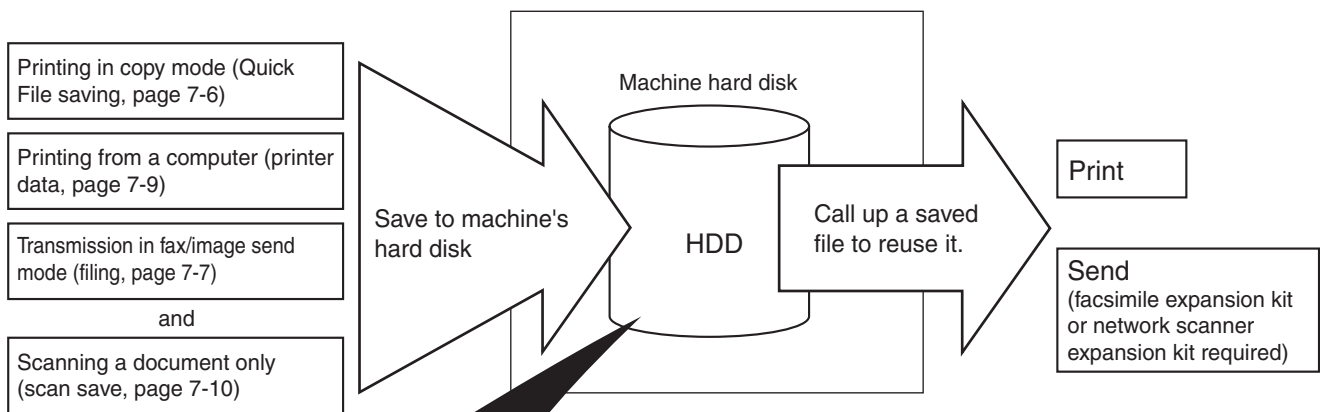 Printing in copy mode (Quick
File saving, page 7-6)
Printing from a computer (printer
data, page 7-9)
Transmission in fax/image send
mode (filing, page 7-7)
and
Scanning a document only
(scan save, page 7-10)
Save to machine's
hard disk
Machine hard disk
HDD
Call up a saved
file to reuse it.
Print
Send
(facsimile expansion kit
or network scanner
expansion kit required)